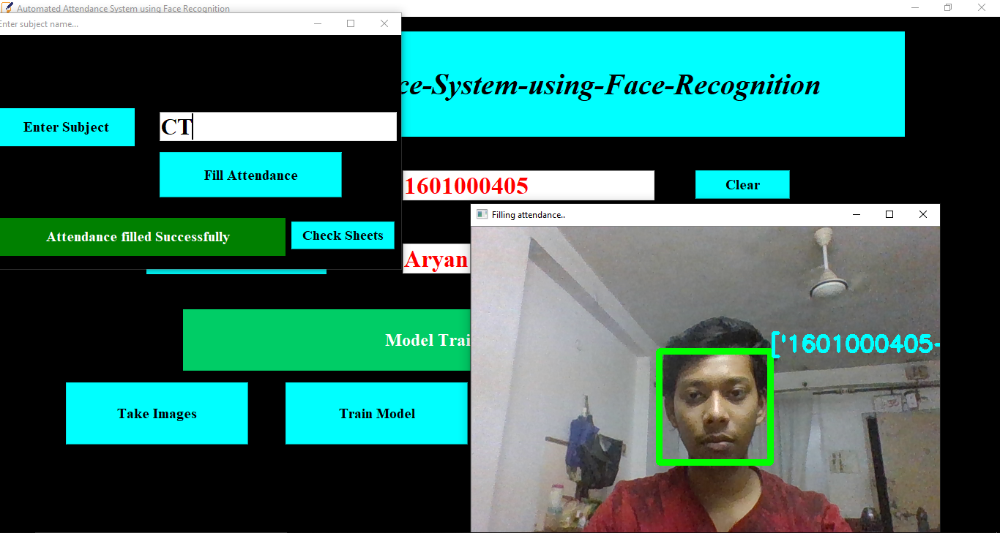 Automated Attendance System using Face Recognition
Enter subject name...
ce-System-using-Face-Recognition
Enter Subject
CT
Fill Attendance
1601000405
Clear
Attendance filled Successfully
Check Sheets
Filling attendance..
Aryan
['1601000405-
Model Trai
Take Images
Train Model